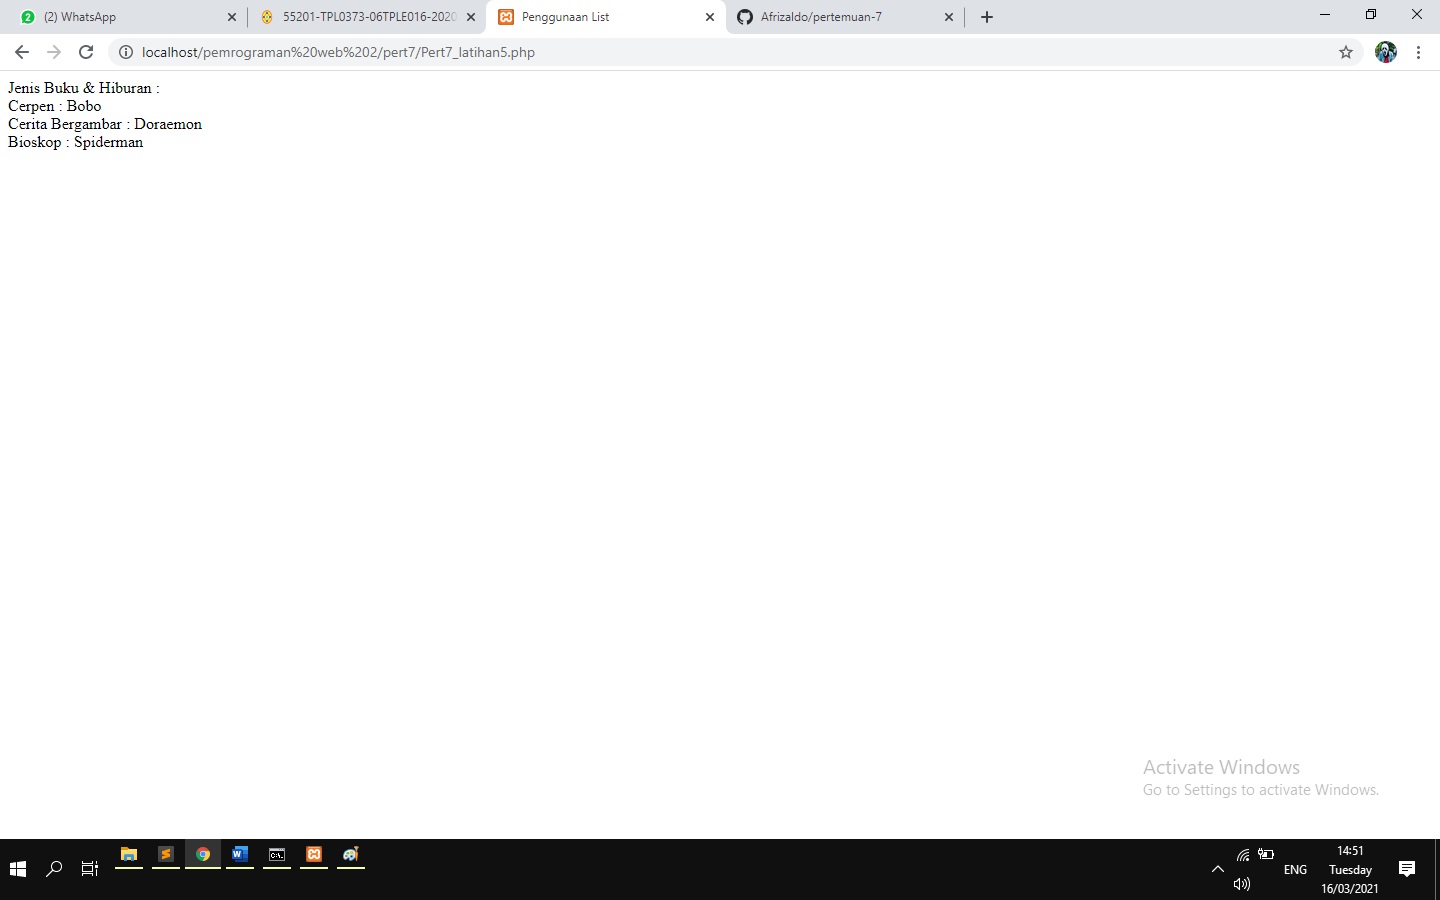 2
(2) WhatsApp
55201-TPL0373-06TPLE016-2020
Penggunaan List
Afrizaldo/pertemuan-7
localhost/pemrograman%20web%202/pert7/Pert7_latihan5.php
Jenis Buku & Hiburan :
Cerpen : Bobo
Cerita Bergambar : Doraemon
Bioskop : Spiderman
Activate Windows
Go to Settings to activate Windows.
14:51
ENG Tuesday
16/03/2021